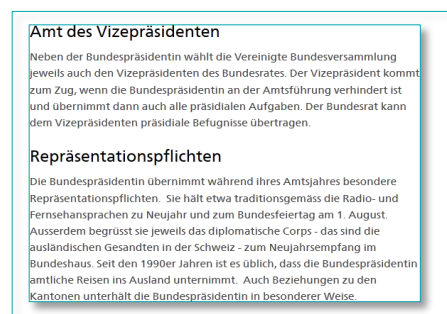 Amt des Vizepräsidenten
Neben der Bundespräsidentin wählt die Vereinigte Bundesversammlung
jeweils auch den Vizepräsidenten des Bundesrates. Der Vizepräsident kommt
zum Zug, wenn die Bundespräsidentin an der Amtsführung verhindert ist
und übernimmt dann auch alle präsidialen Aufgaben. Der Bundesrat kann
dem Vizepräsidenten präsidiale Befugnisse übertragen.
Repräsentationspflichten
Die Bundespräsidentin übernimmt während ihres Amtsjahres besondere
Repräsentationspflichten.  Sie hält etwa traditionsgemäss die Radio- und
Fernsehansprachen zu Neujahr und zum Bundesfeiertag am 1. August.
Ausserdem begrüsst sie jeweils das diplomatische Corps - das sind die
ausländischen Gesandten in der Schweiz - zum Neujahrsempfang im
Bundeshaus. Seit den 1990er Jahren ist es üblich, dass die Bundespräsidentin
amtliche Reisen ins Ausland unternimmt.  Auch Beziehungen zu den
Kantonen unterhält die Bundespräsidentin in besonderer Weise.